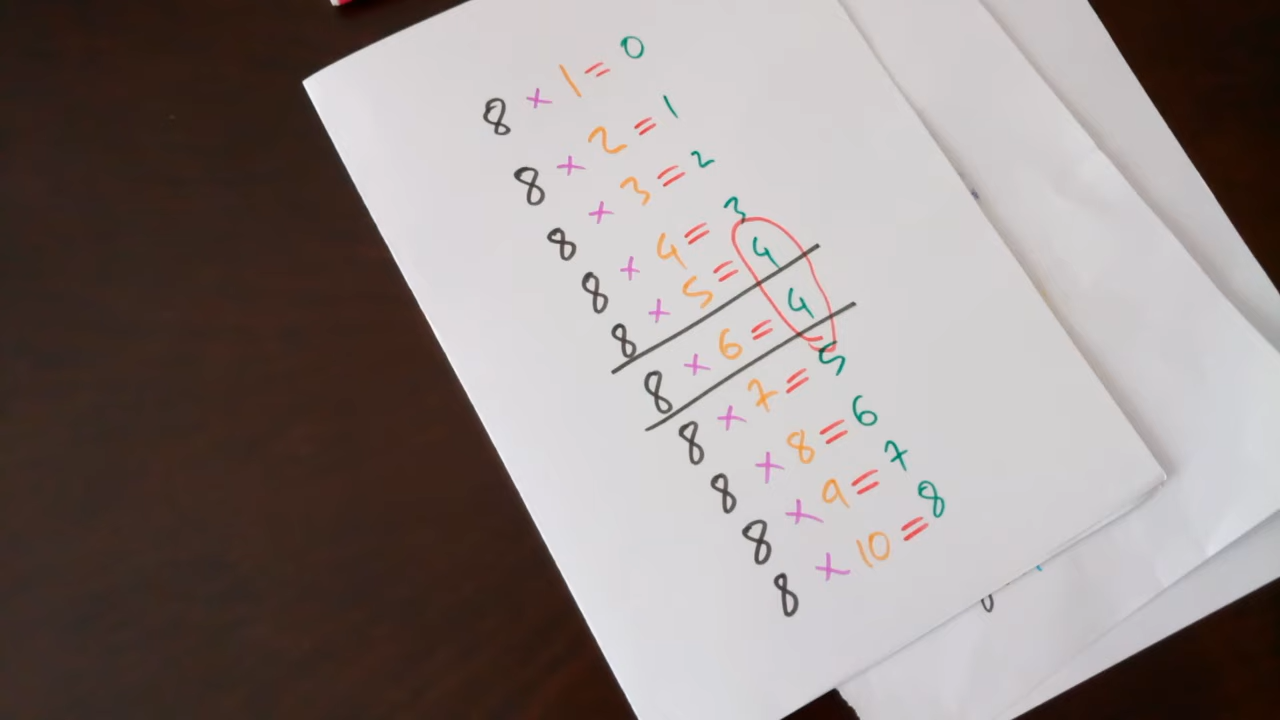 8 × 1 = 0
8 × 2 = 1
8 × 3 = 2
8 × 4 = 3
8 × 5 = 4
8 × 6 = 4
8 × 7 = 5
8 × 8 = 6
8 × 9 = 7
8 × 10 = 8